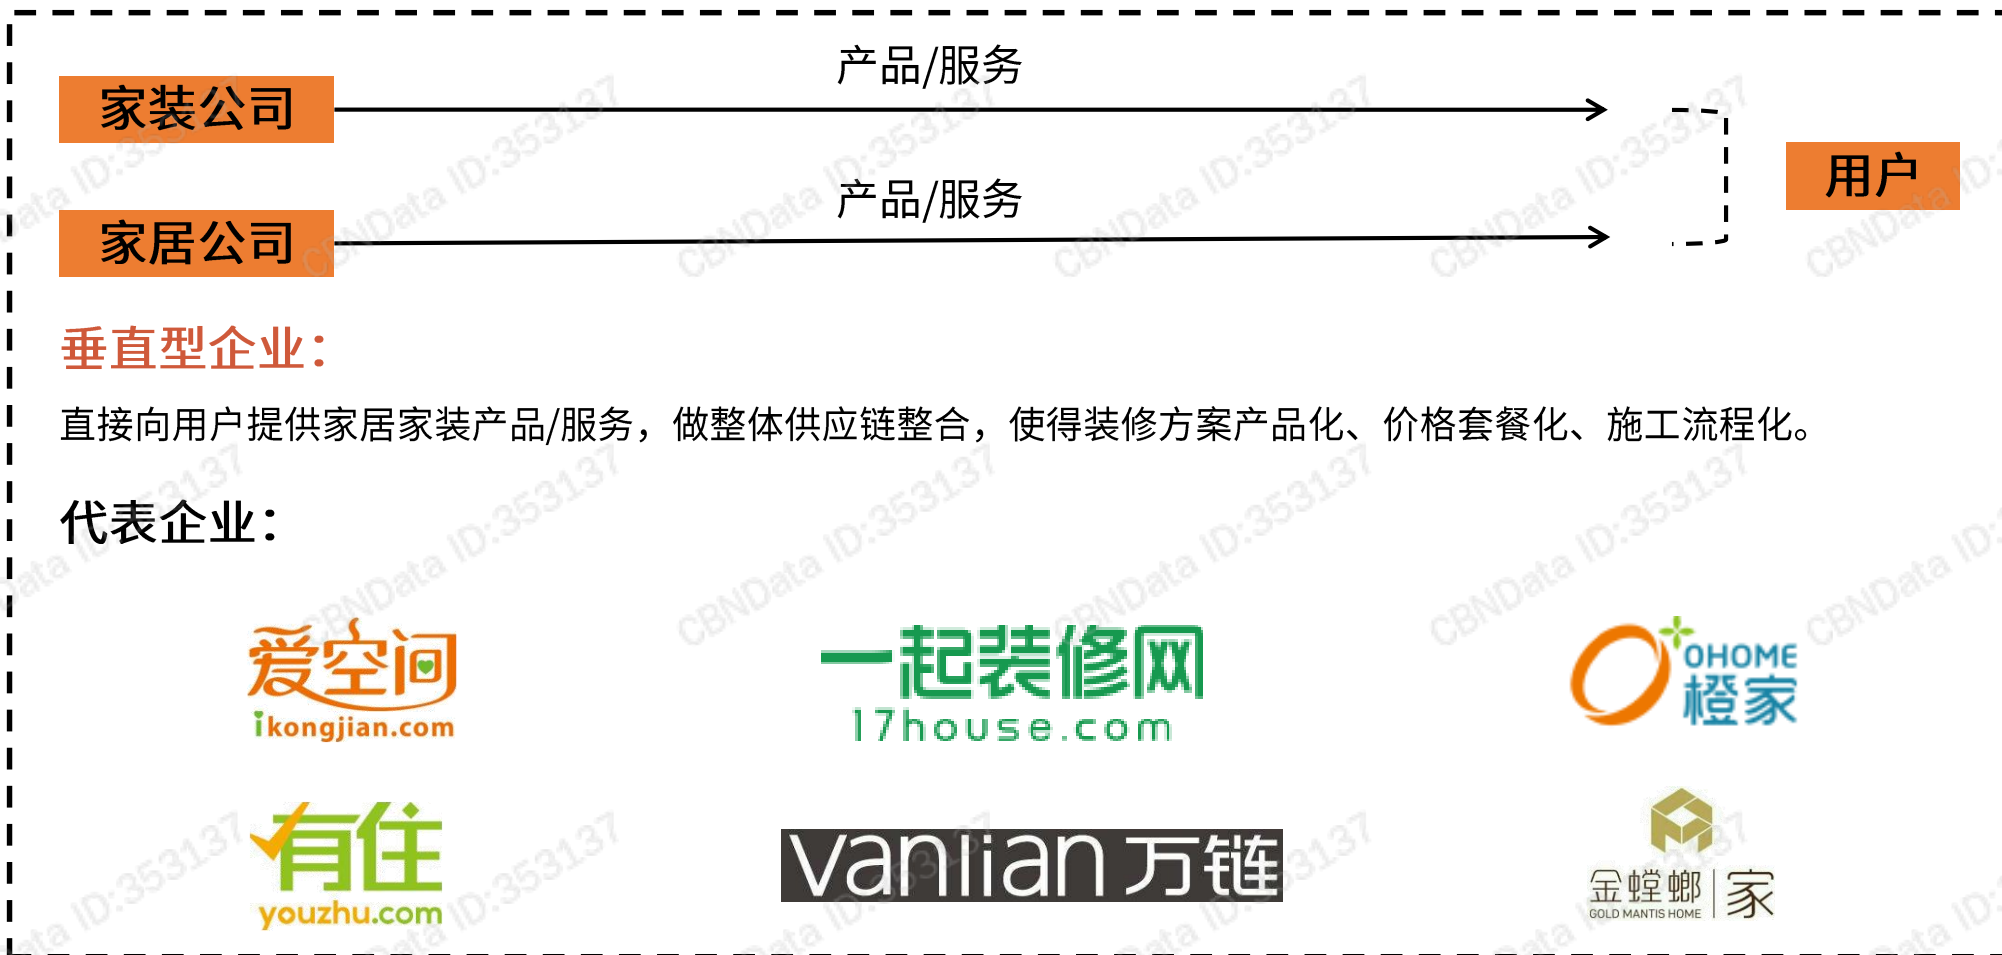 产品/服务
家装公司
用户
产品/服务
家居公司
垂直型企业：
直接向用户提供家居家装产品/服务，做整体供应链整合，使得装修方案产品化、价格套餐化、施工流程化。
代表企业：
爱空间
ikongjian.com
一起装修网
17house.com
OHOME
橙家
有住
youzhu.com
vanlian 万链
金螳螂 | 家
GOLD MANTIS HOME
CBNData ID:353137